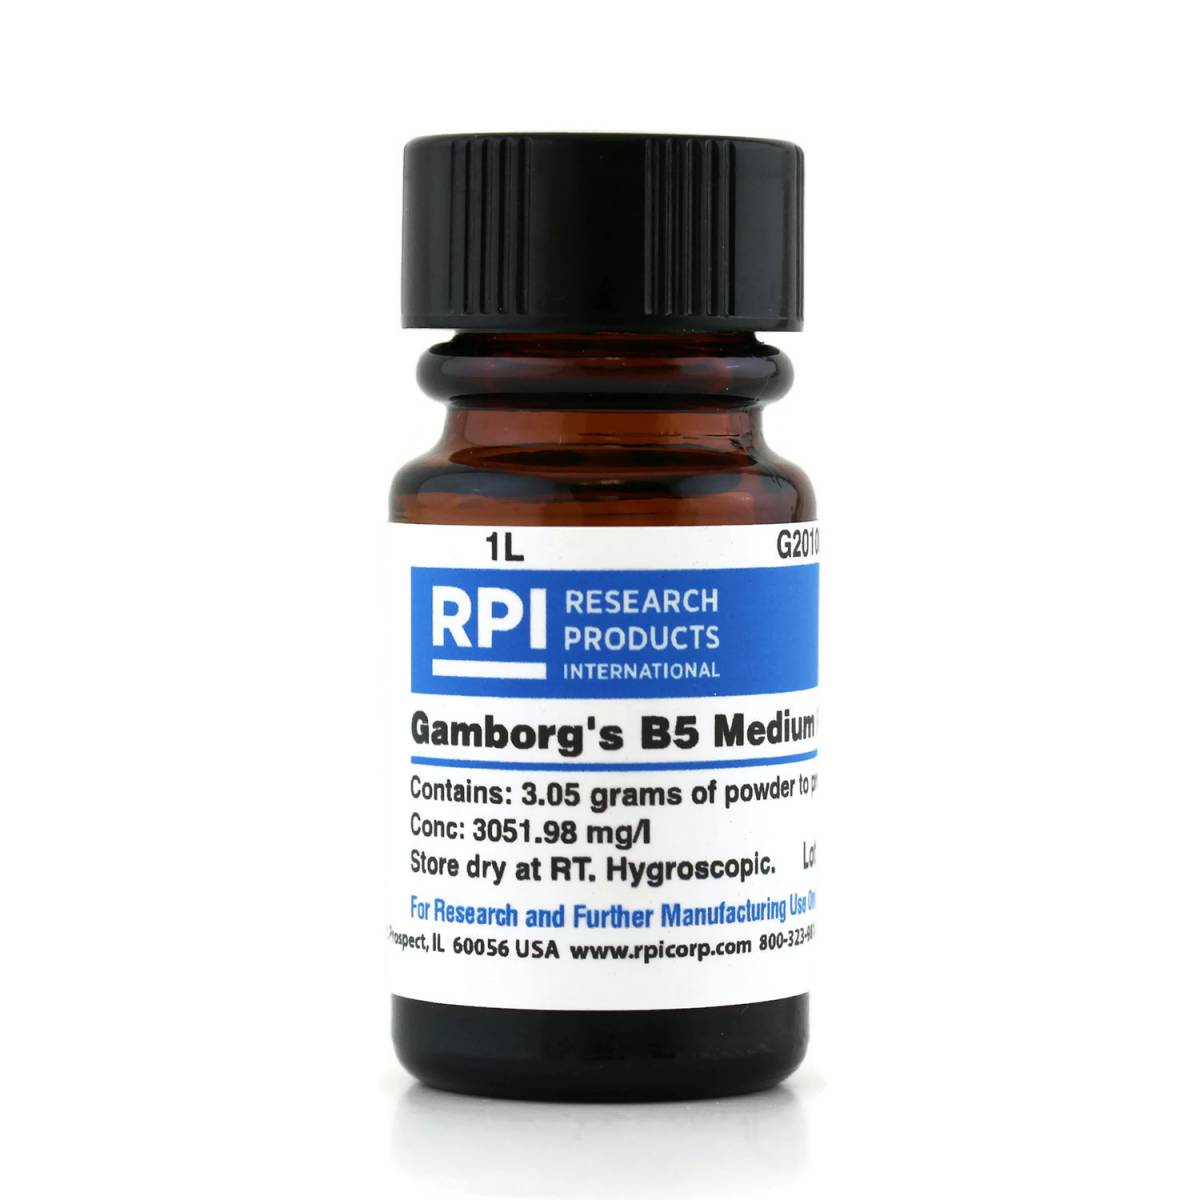 1L G2010
RPI RESEARCH
PRODUCTS
INTERNATIONAL
Gamborg's B5 Medium
Contains: 3.05 grams of powder to
Conc: 3051.98 mg/l
Store dry at RT. Hygroscopic.
For Research and Further Manufacturing Use
IL 60056 USA www.rpicorp.com 800-323-